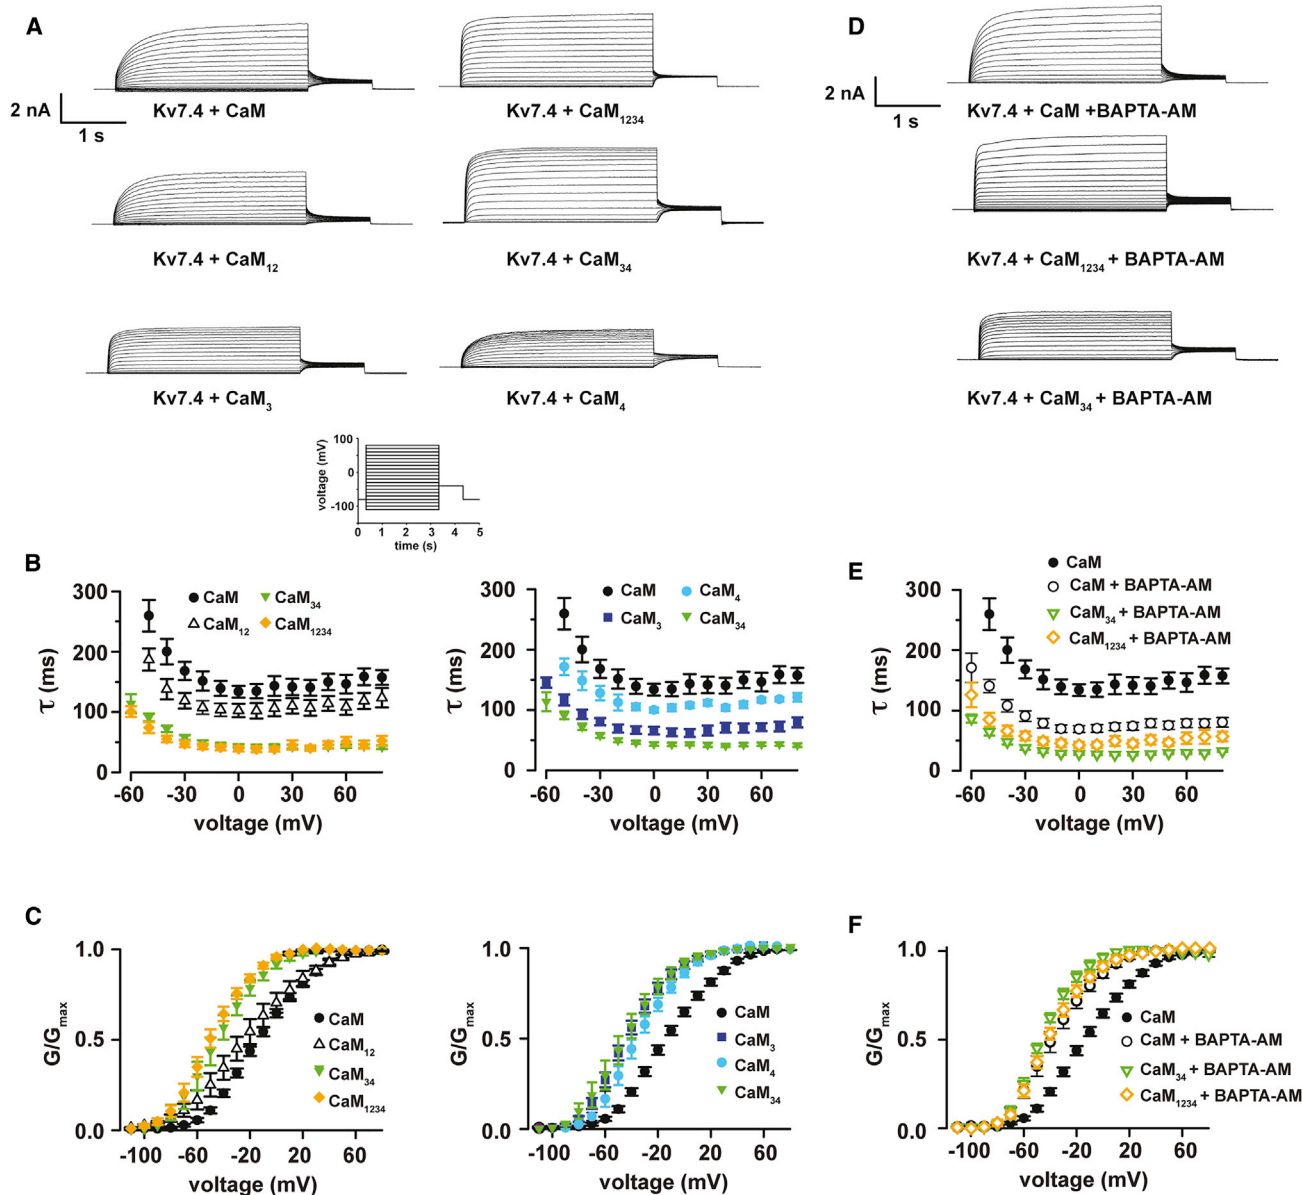 A
2 nA
1 s
Kv7.4 + CaM
Kv7.4 + CaM1234
Kv7.4 + CaM12
Kv7.4 + CaM34
Kv7.4 + CaM3
Kv7.4 + CaM4
voltage (mV)
100
0
-100
0 1 2 3 4 5
time (s)
D
2 nA
1 s
Kv7.4 + CaM +BAPTA-AM
Kv7.4 + CaM1234 + BAPTA-AM
Kv7.4 + CaM34 + BAPTA-AM
B
τ (ms)
300
200
100
0
-60 -30 0 30 60
voltage (mV)
CaM
CaM12
CaM34
CaM1234
τ (ms)
300
200
100
0
-60 -30 0 30 60
voltage (mV)
CaM
CaM3
CaM4
CaM34
E
τ (ms)
300
200
100
0
-60 -30 0 30 60
voltage (mV)
CaM
CaM + BAPTA-AM
CaM34 + BAPTA-AM
CaM1234 + BAPTA-AM
C
G/Gmax
1.0
0.5
0.0
-100 -60 -20 20 60
voltage (mV)
CaM
CaM12
CaM34
CaM1234
G/Gmax
1.0
0.5
0.0
-100 -60 -20 20 60
voltage (mV)
CaM
CaM3
CaM4
CaM34
F
G/Gmax
1.0
0.5
0.0
-100 -60 -20 20 60
voltage (mV)
CaM
CaM + BAPTA-AM
CaM34 + BAPTA-AM
CaM1234 + BAPTA-AM